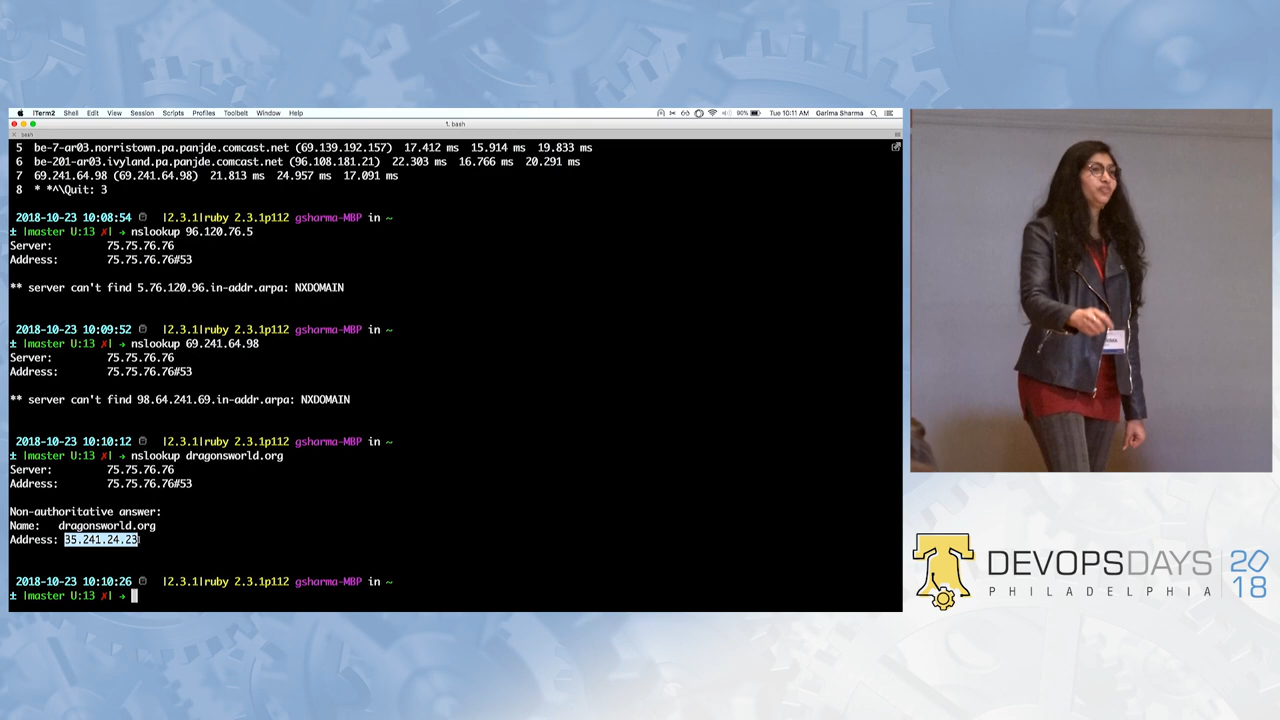 iTerm2 Shell Edit View Session Scripts Profiles Toolbelt Window Help 80% Tue 10:11 AM Garima Sharma
1. bash
bash
5 be-7-ar03.norristown.pa.panjde.comcast.net (69.139.192.157) 17.412 ms 15.914 ms 19.833 ms
6 be-201-ar03.ivyland.pa.panjde.comcast.net (96.108.181.21) 22.303 ms 16.766 ms 20.291 ms
7 69.241.64.98 (69.241.64.98) 21.813 ms 24.957 ms 17.091 ms
8 * *^\Quit: 3
2018-10-23 10:08:54 |2.3.1|ruby 2.3.1p112 gsharma-MBP in ~
± |master U:13 ✗| → nslookup 96.120.76.5
Server: 75.75.76.76
Address: 75.75.76.76#53
** server can't find 5.76.120.96.in-addr.arpa: NXDOMAIN
2018-10-23 10:09:52 |2.3.1|ruby 2.3.1p112 gsharma-MBP in ~
± |master U:13 ✗| → nslookup 69.241.64.98
Server: 75.75.76.76
Address: 75.75.76.76#53
** server can't find 98.64.241.69.in-addr.arpa: NXDOMAIN
2018-10-23 10:10:12 |2.3.1|ruby 2.3.1p112 gsharma-MBP in ~
± |master U:13 ✗| → nslookup dragonsworld.org
Server: 75.75.76.76
Address: 75.75.76.76#53
Non-authoritative answer:
Name: dragonsworld.org
Address: 35.241.24.23
2018-10-23 10:10:26 |2.3.1|ruby 2.3.1p112 gsharma-MBP in ~
± |master U:13 ✗| →
DEVOPSDAYS 2018
PHILADELPHIA